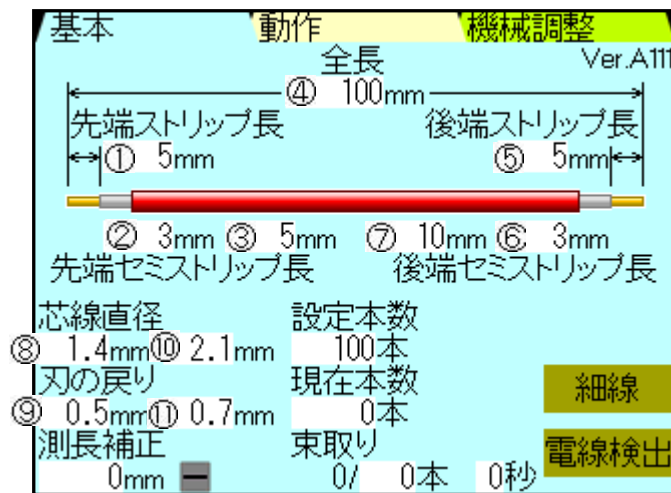 基本 動作 機械調整
全長 Ver.A111
④ 100mm
先端ストリップ長 後端ストリップ長
① 5mm ⑤ 5mm
② 3mm ③ 5mm ⑦ 10mm ⑥ 3mm
先端セミストリップ長 後端セミストリップ長
芯線直径 設定本数
⑧ 1.4mm ⑩ 2.1mm 100本
刃の戻り 現在本数 細線
⑨ 0.5mm ⑪ 0.7mm 0本
測長補正 束取り 電線検出
0mm ー 0/ 0本 0秒